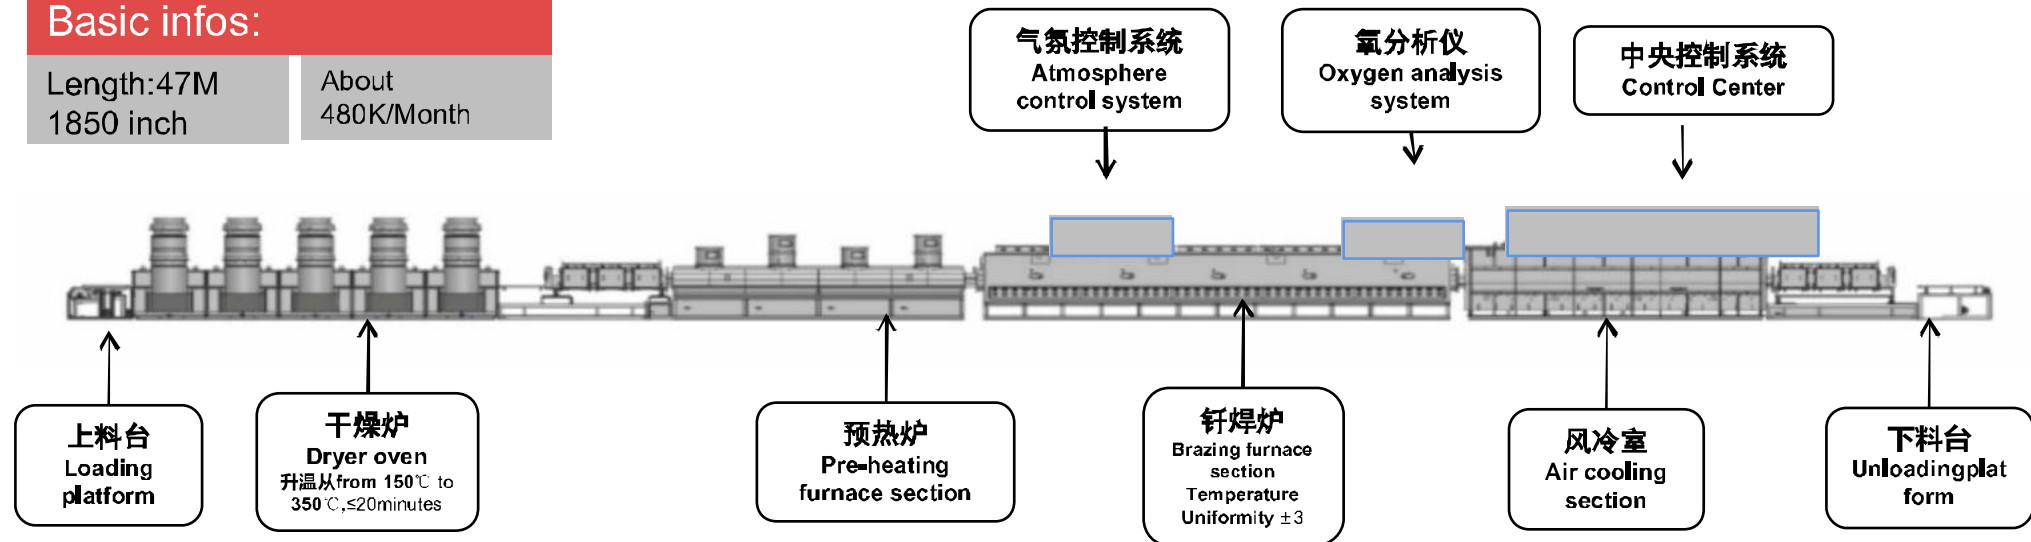 Basic infos:
Length:47M
1850 inch
About
480K/Month
气氛控制系统
Atmosphere
control system
氧分析仪
Oxygen analysis
system
中央控制系统
Control Center
上料台
Loading
platform
干燥炉
Dryer oven
升温从from 150℃ to
350℃,≤20minutes
预热炉
Pre-heating
furnace section
钎焊炉
Brazing furnace
section
Temperature
Uniformity ±3
风冷室
Air cooling
section
下料台
Unloadingplat
form